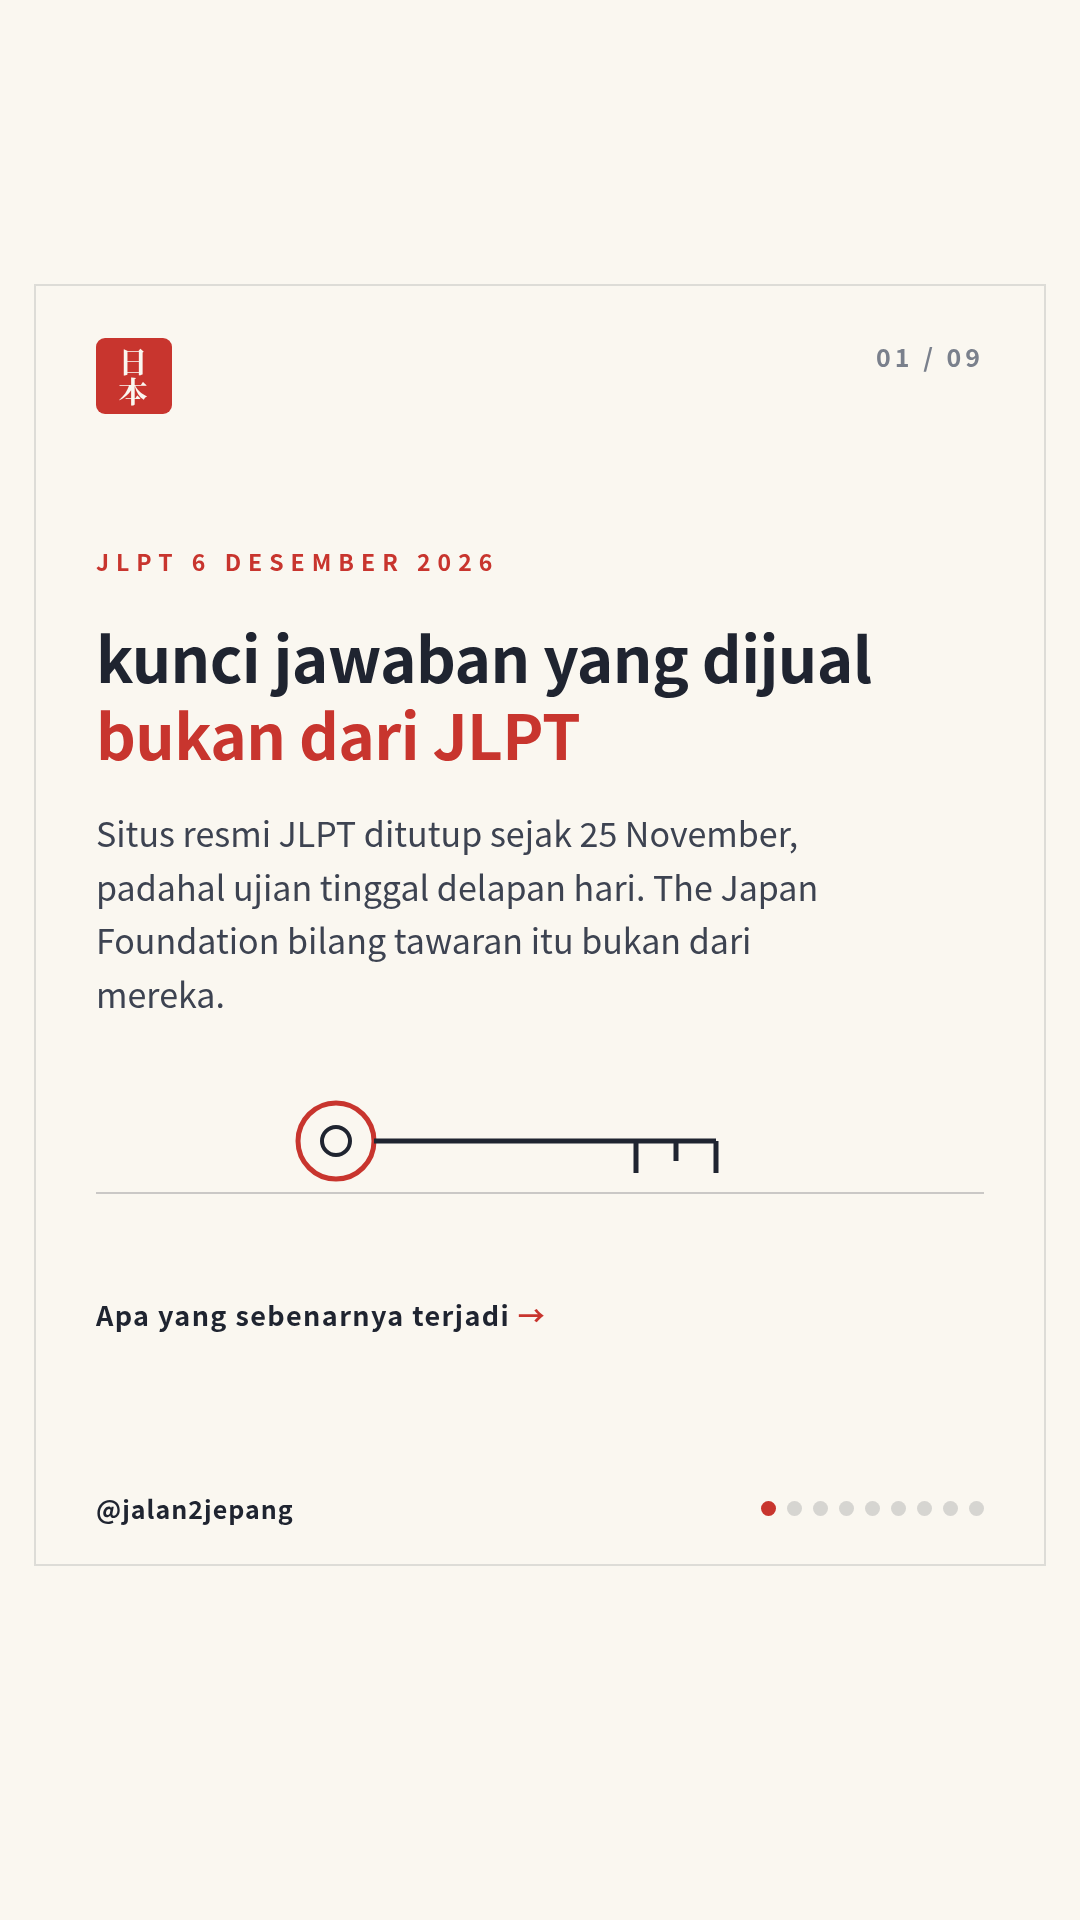 日
本
01 / 09
JLPT 6 DESEMBER 2026
kunci jawaban yang dijual
bukan dari JLPT
Situs resmi JLPT ditutup sejak 25 November,
padahal ujian tinggal delapan hari. The Japan
Foundation bilang tawaran itu bukan dari
mereka.
Apa yang sebenarnya terjadi →
@jalan2jepang